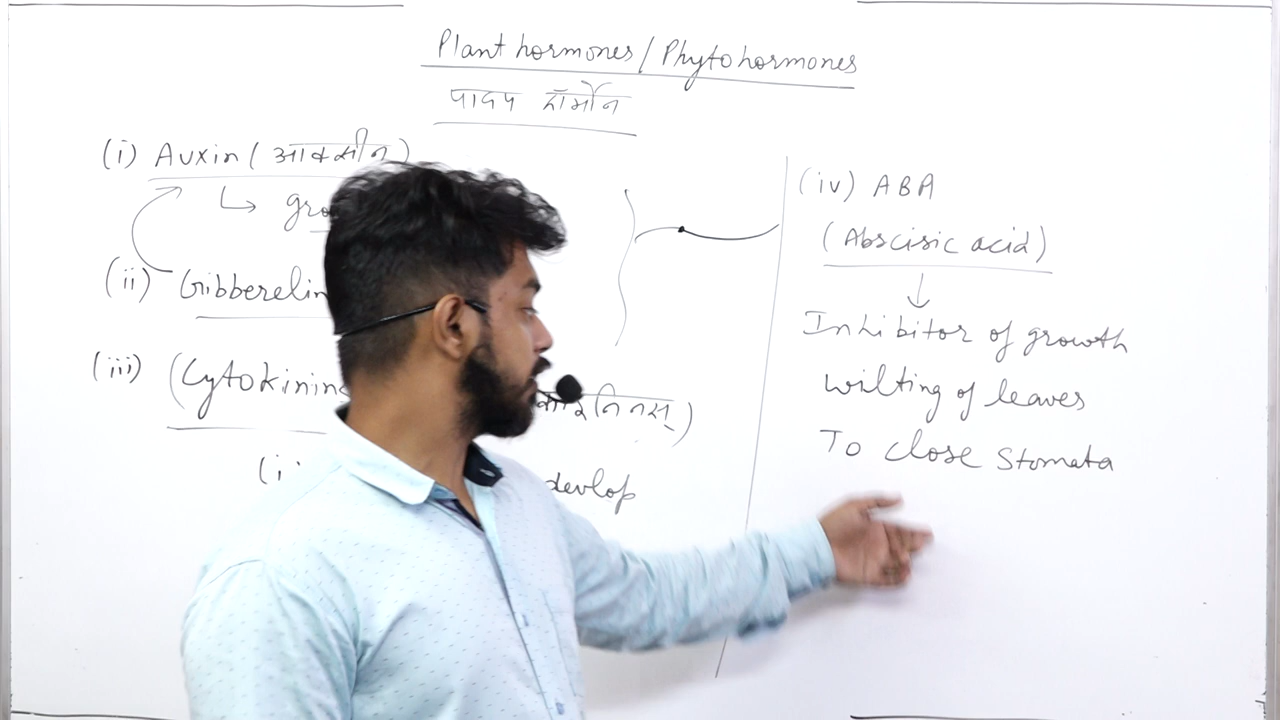 Plant hormones / Phytohormones
पादप हॉर्मोन
(i) Auxin (
(ii) Gibberelin
(iii) (Cytokinins
devlop
(iv) ABA
(Abscisic acid)
Inhibitor of growth
wilting of leaves
To close stomata